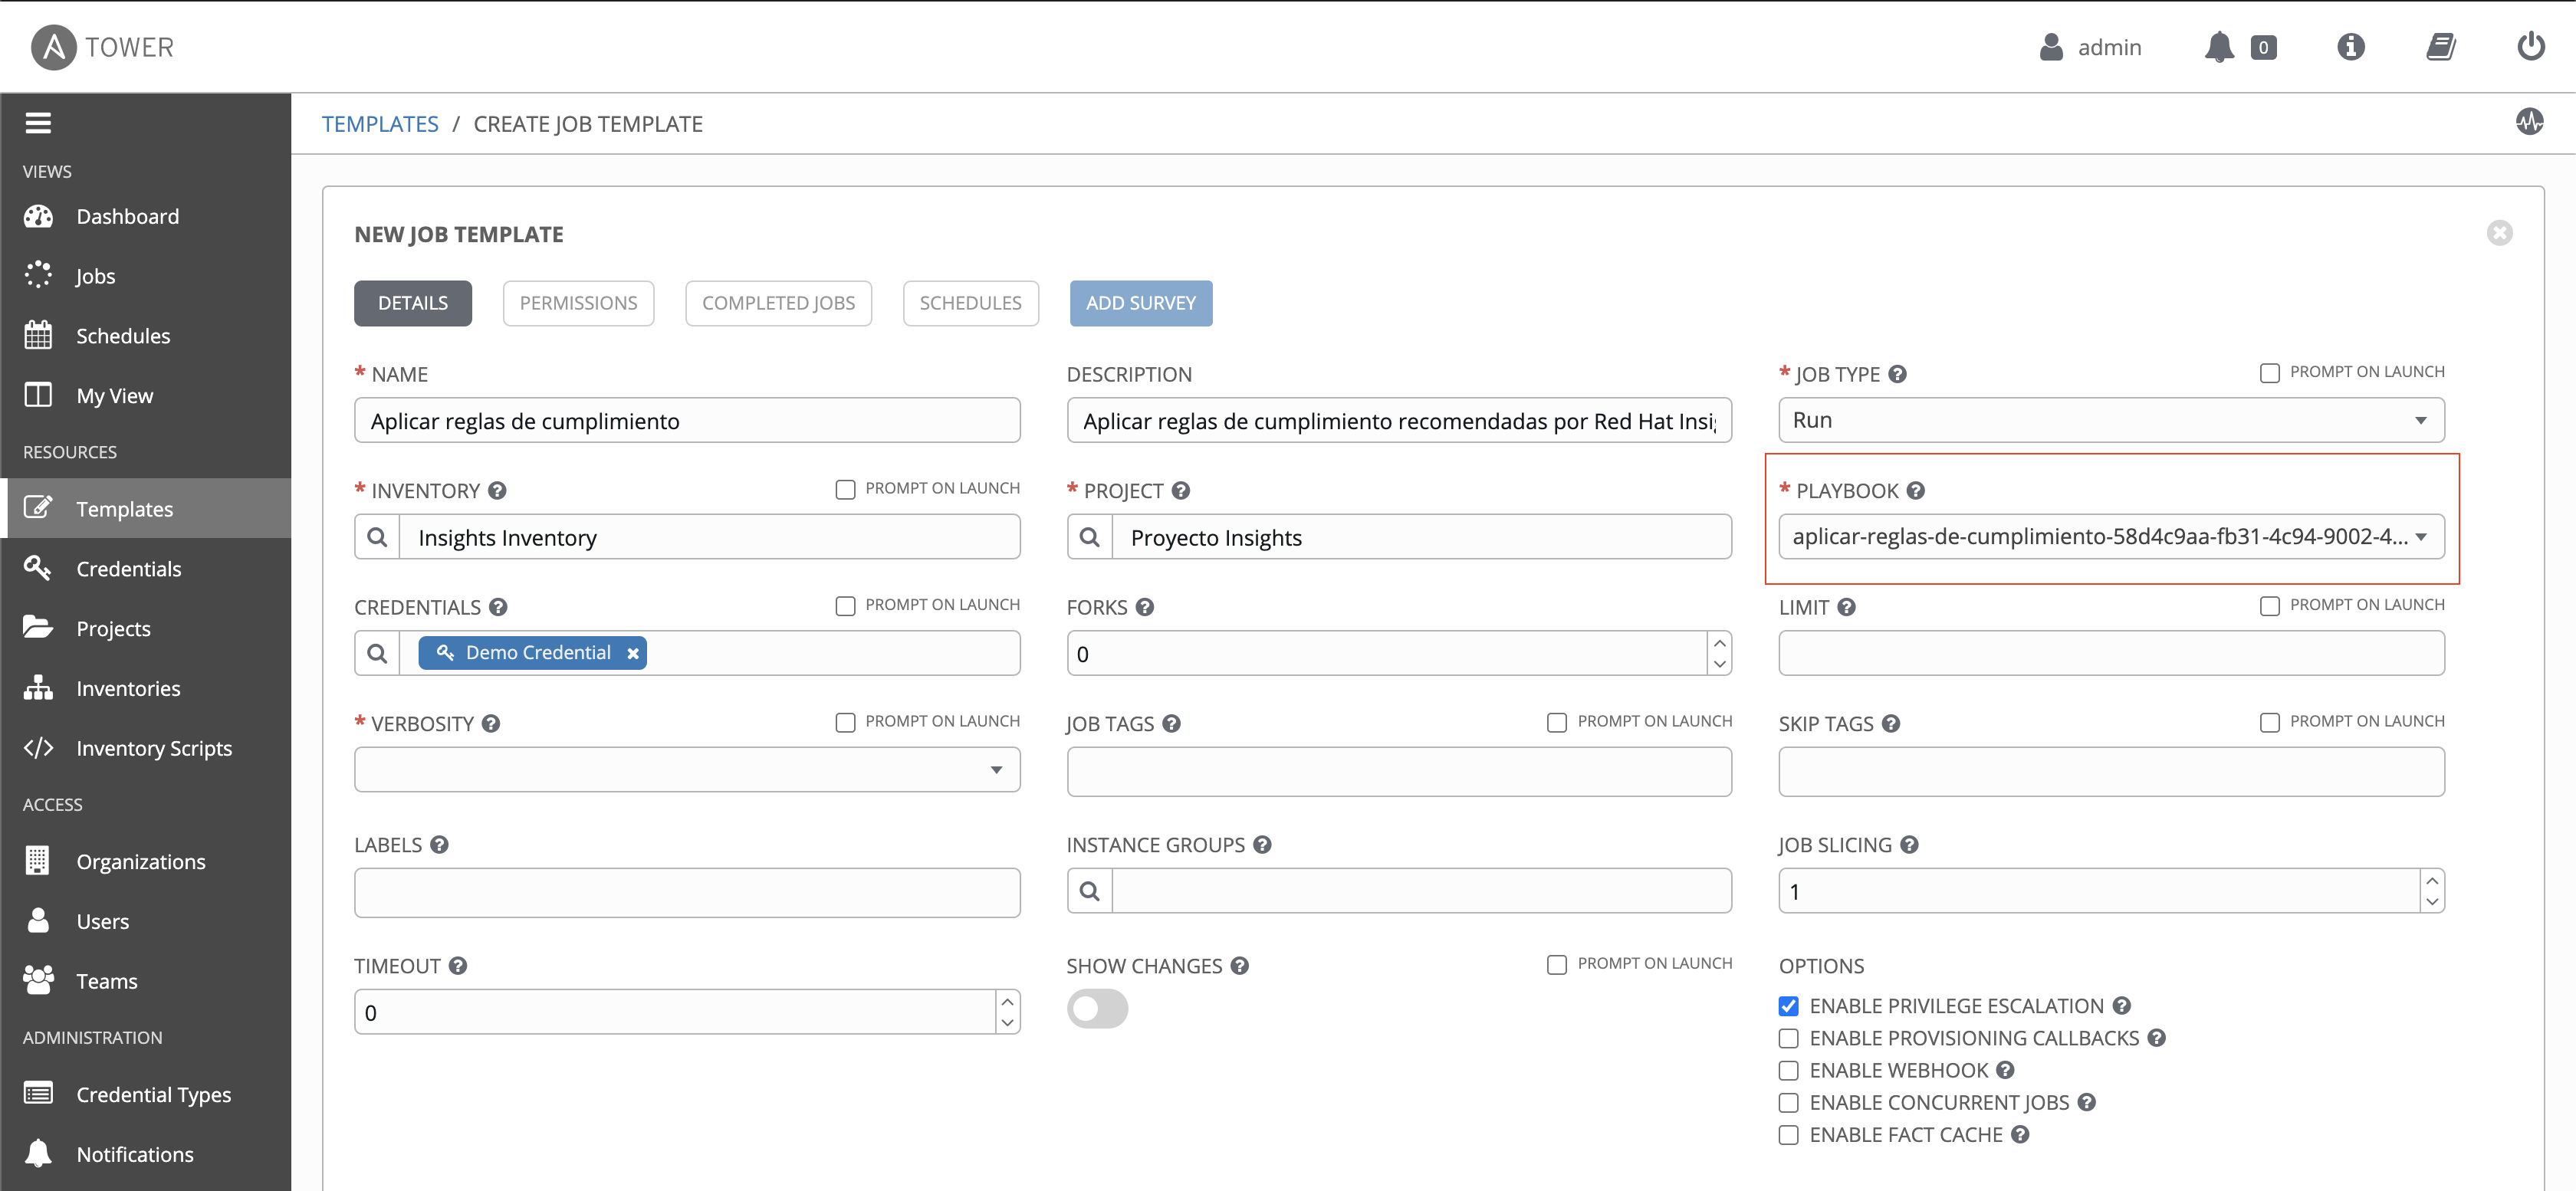 TOWER
admin
0
VIEWS
Dashboard
Jobs
Schedules
My View
RESOURCES
Templates
Credentials
Projects
Inventories
Inventory Scripts
ACCESS
Organizations
Users
Teams
ADMINISTRATION
Credential Types
Notifications
TEMPLATES / CREATE JOB TEMPLATE
NEW JOB TEMPLATE
DETAILS
PERMISSIONS
COMPLETED JOBS
SCHEDULES
ADD SURVEY
* NAME
Aplicar reglas de cumplimiento
DESCRIPTION
Aplicar reglas de cumplimiento recomendadas por Red Hat Insig
* JOB TYPE
PROMPT ON LAUNCH
Run
* INVENTORY
PROMPT ON LAUNCH
Insights Inventory
* PROJECT
Proyecto Insights
* PLAYBOOK
aplicar-reglas-de-cumplimiento-58d4c9aa-fb31-4c94-9002-4...
CREDENTIALS
PROMPT ON LAUNCH
Demo Credential
FORKS
0
LIMIT
PROMPT ON LAUNCH
* VERBOSITY
PROMPT ON LAUNCH
JOB TAGS
PROMPT ON LAUNCH
SKIP TAGS
PROMPT ON LAUNCH
LABELS
INSTANCE GROUPS
JOB SLICING
1
TIMEOUT
0
SHOW CHANGES
PROMPT ON LAUNCH
OPTIONS
ENABLE PRIVILEGE ESCALATION
ENABLE PROVISIONING CALLBACKS
ENABLE WEBHOOK
ENABLE CONCURRENT JOBS
ENABLE FACT CACHE